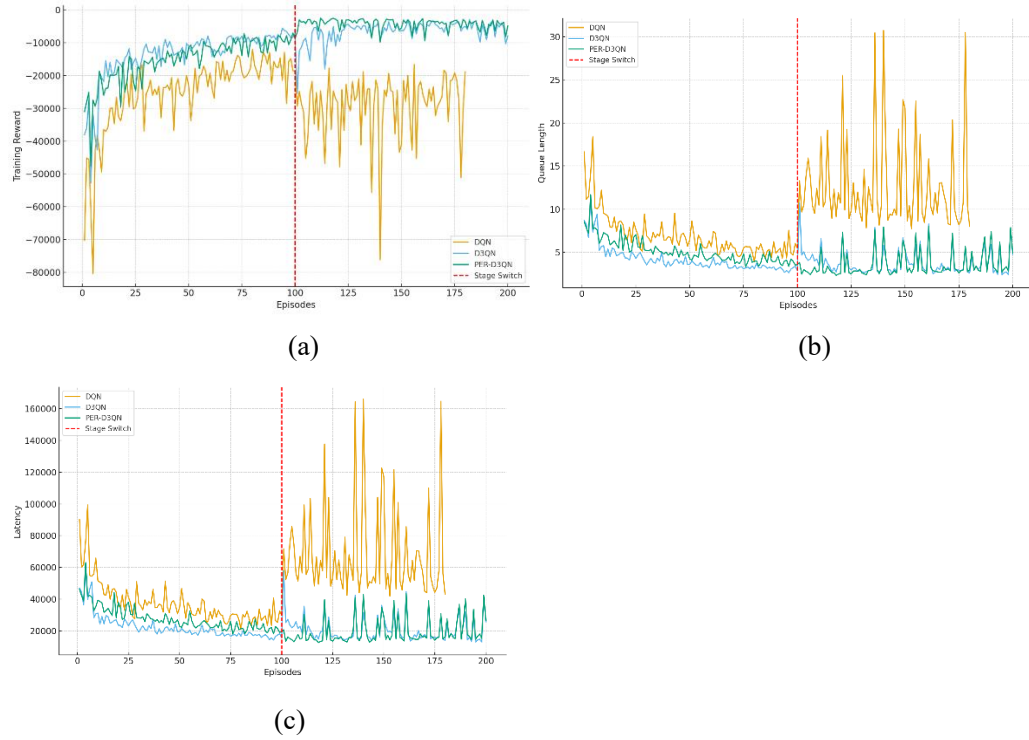 0
−10000
−20000
−30000
−40000
−50000
−60000
−70000
−80000
Training Reward
0 25 50 75 100 125 150 175 200
Episodes
DQN
D3QN
PER-D3QN
Stage Switch
(a)
30
25
20
15
10
5
Queue Length
0 25 50 75 100 125 150 175 200
Episodes
DQN
D3QN
PER-D3QN
Stage Switch
(b)
160000
140000
120000
100000
80000
60000
40000
20000
Latency
0 25 50 75 100 125 150 175 200
Episodes
DQN
D3QN
PER-D3QN
Stage Switch
(c)